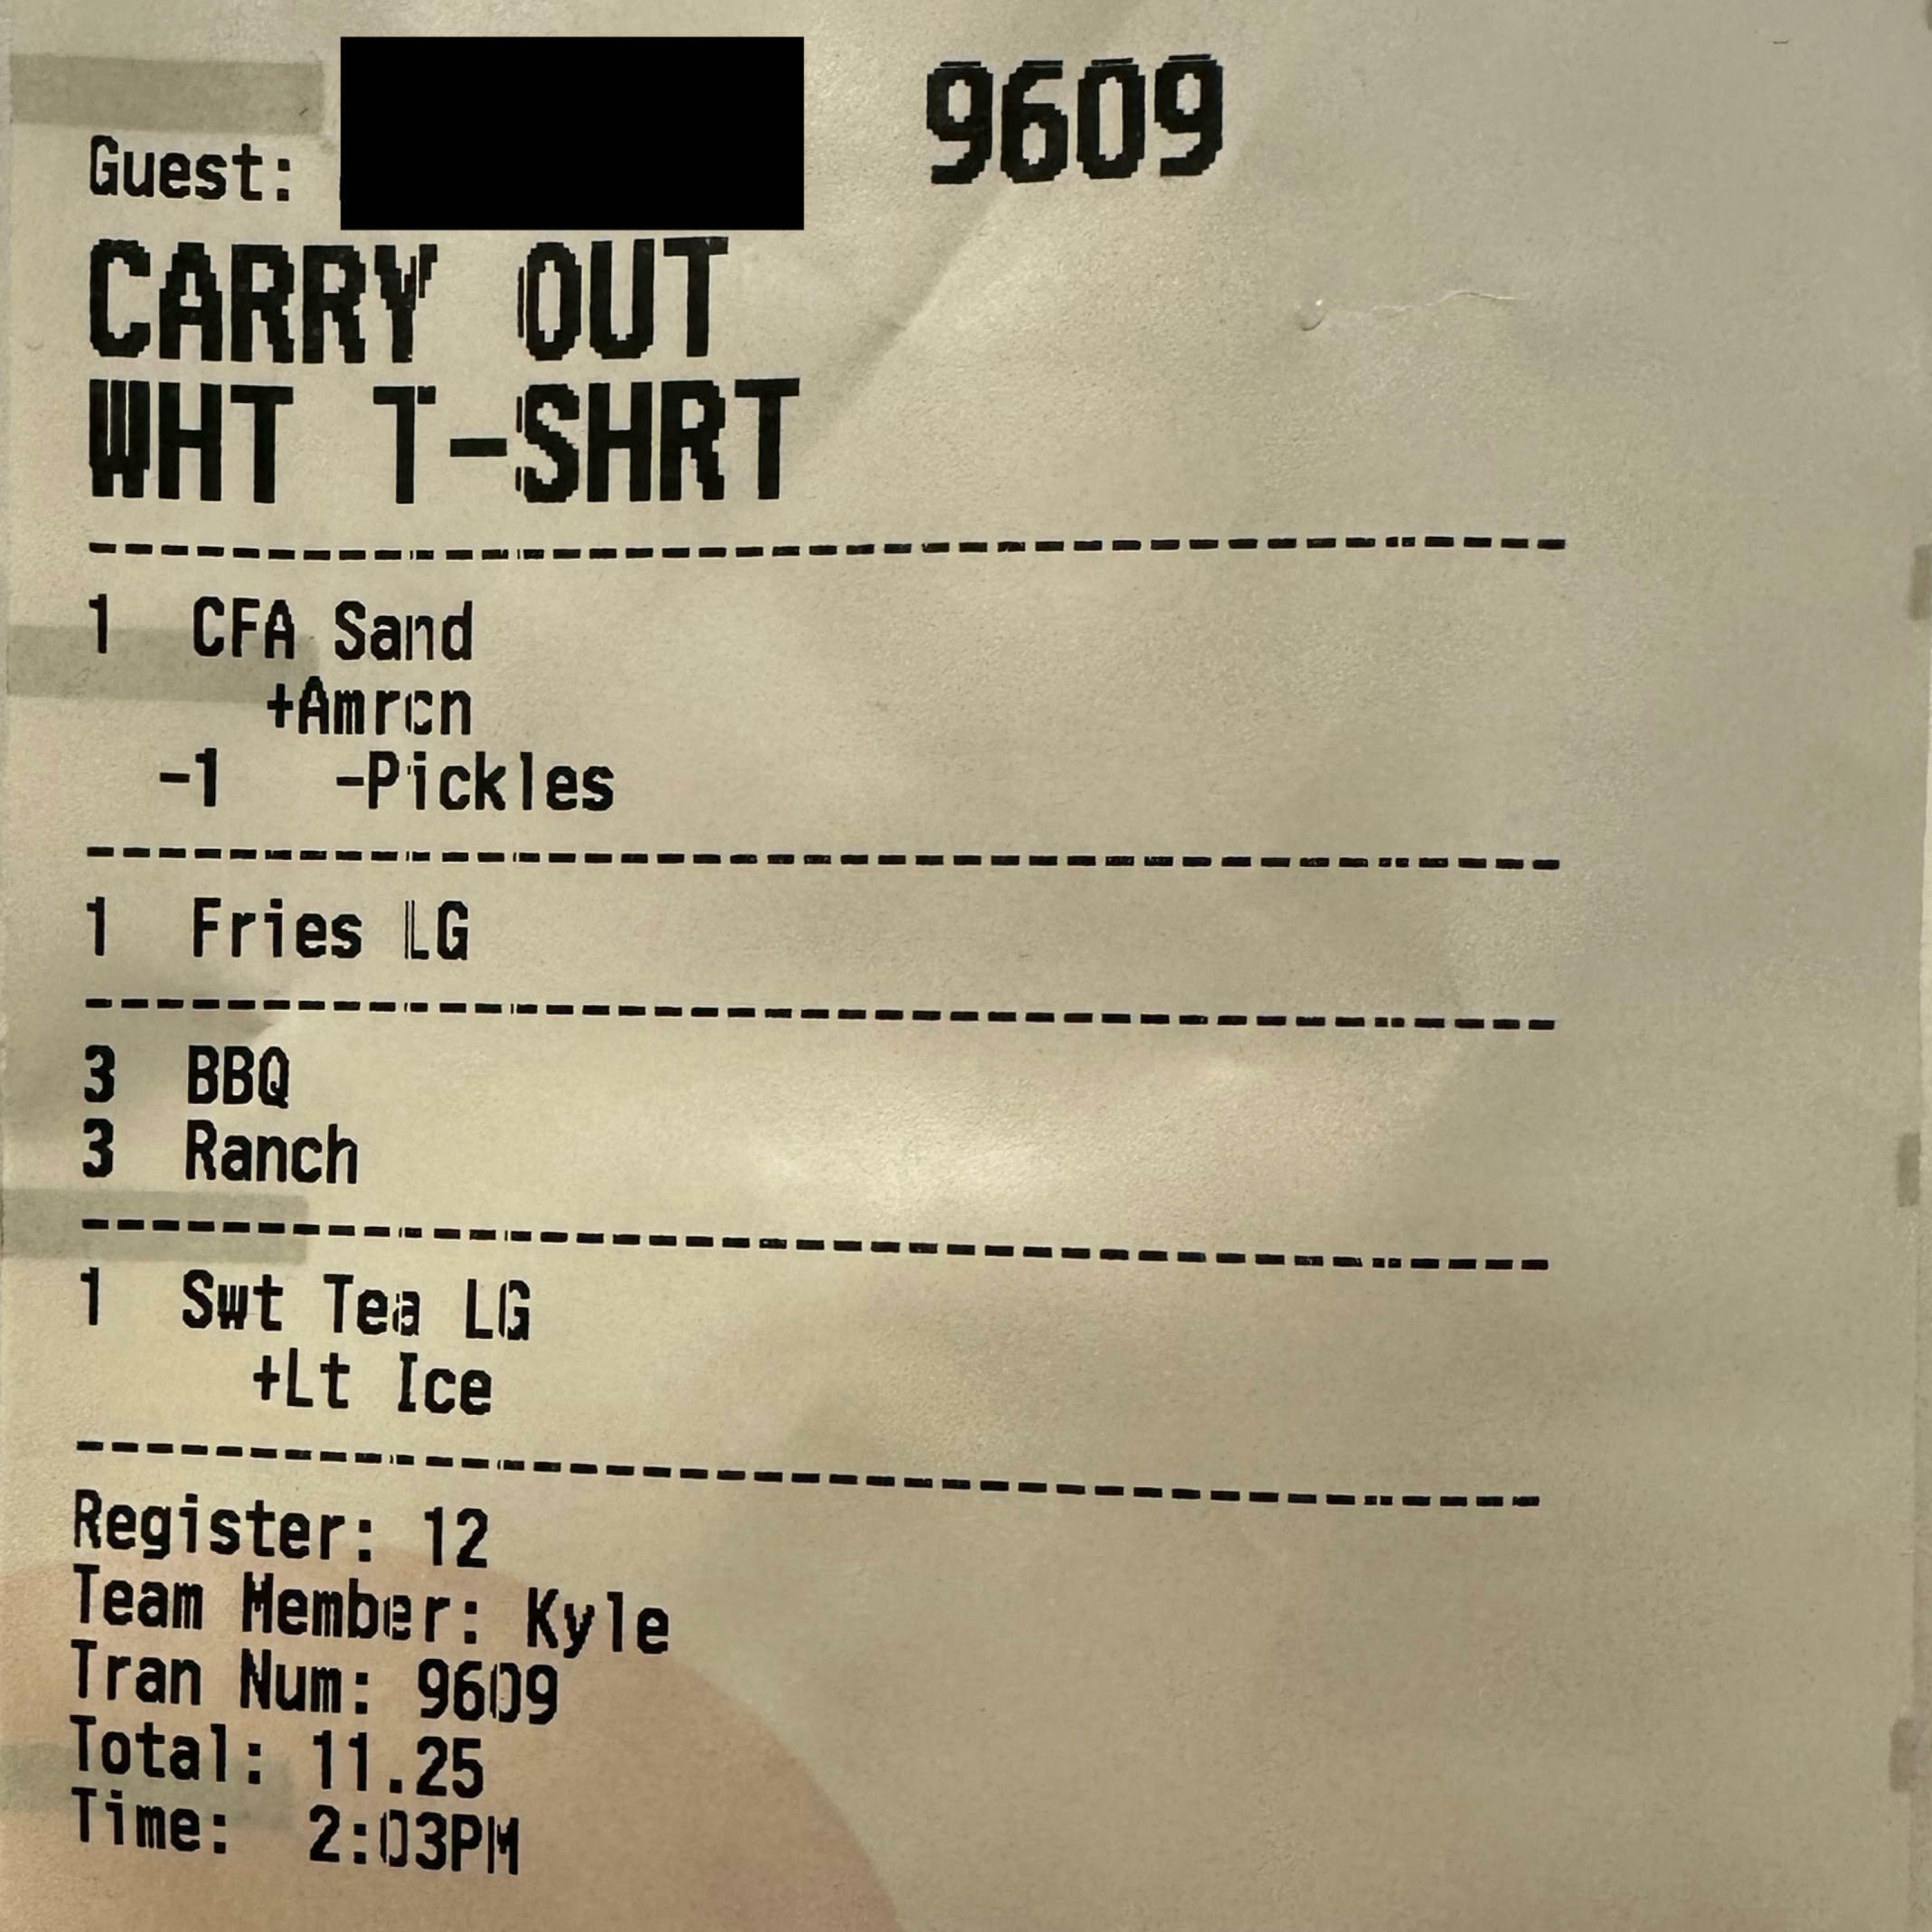 Guest: 9609
CARRY OUT
WHT T-SHRT
1 CFA Sand
+Amrcn
-1 -Pickles
1 Fries LG
3 BBQ
3 Ranch
1 Swt Tea LG
+Lt Ice
Register: 12
Team Member: Kyle
Tran Num: 9609
Total: 11.25
Time: 2:03PM